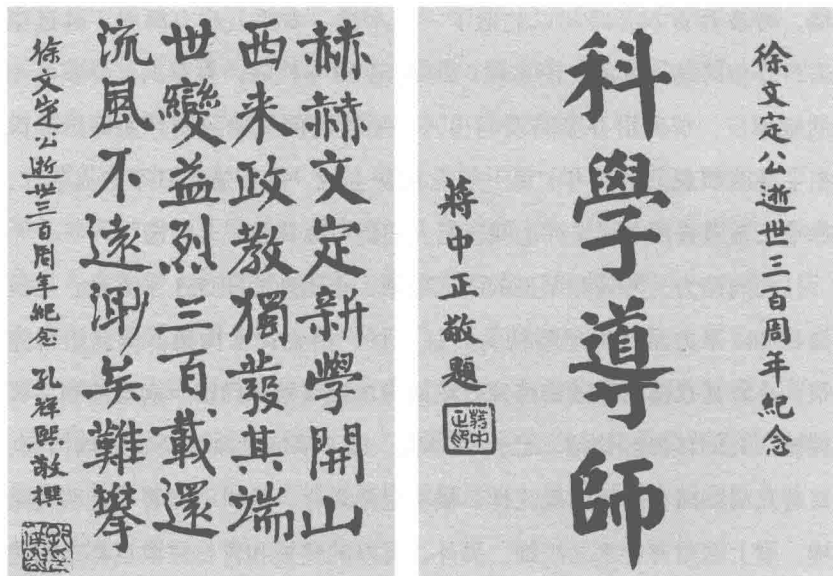 徐文定公逝世三百周年紀念
科學導師
蔣中正敬題
蔣中正印
赫赫文定新學開山
西来政教獨發其端
世變益烈三百載還
流風不遠渺矣難攀
徐文定公逝世三百周年紀念 孔祥熙敬撰